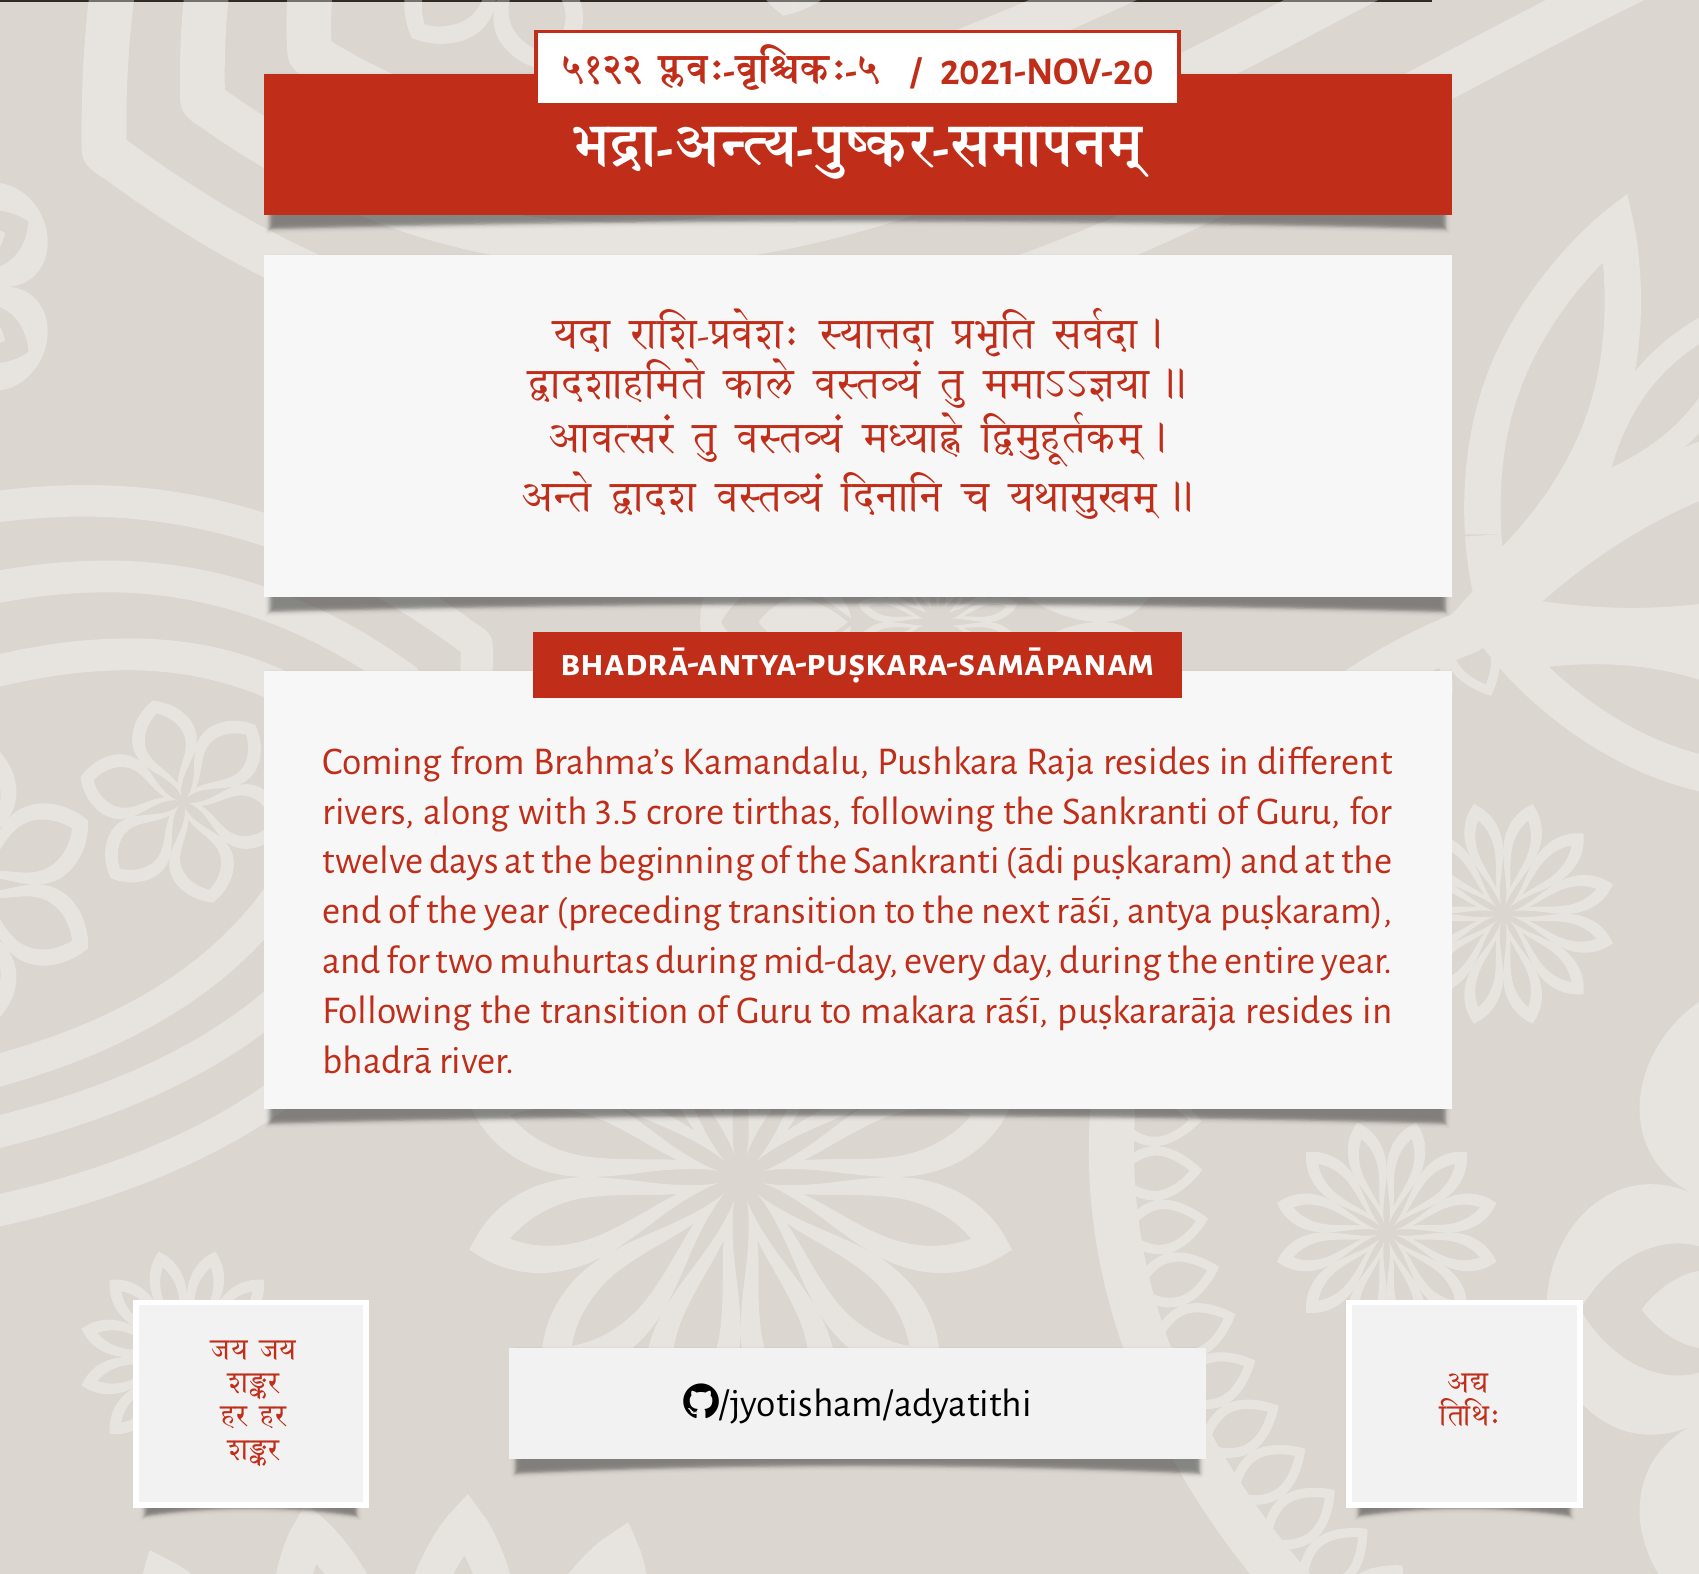 ५१२२ प्लवः-वृश्चिकः-५ / 2021-NOV-20
भद्रा-अन्त्य-पुष्कर-समापनम्
यदा राशि-प्रवेशः स्यात्तदा प्रभृति सर्वदा ।
द्वादशाहमिते काले वस्तव्यं तु ममाऽऽज्ञया ॥
आवत्सरं तु वस्तव्यं मध्याह्ने द्विमुहूर्तकम् ।
अन्ते द्वादश वस्तव्यं दिनानि च यथासुखम् ॥
BHADRĀ-ANTYA-PUṢKARA-SAMĀPANAM
Coming from Brahma’s Kamandalu, Pushkara Raja resides in different
rivers, along with 3.5 crore tirthas, following the Sankranti of Guru, for
twelve days at the beginning of the Sankranti (ādi puṣkaram) and at the
end of the year (preceding transition to the next rāśī, antya puṣkaram),
and for two muhurtas during mid-day, every day, during the entire year.
Following the transition of Guru to makara rāśī, puṣkararāja resides in
bhadrā river.
जय जय
शङ्कर
हर हर
शङ्कर
/jyotisham/adyatithi
अद्य
तिथिः